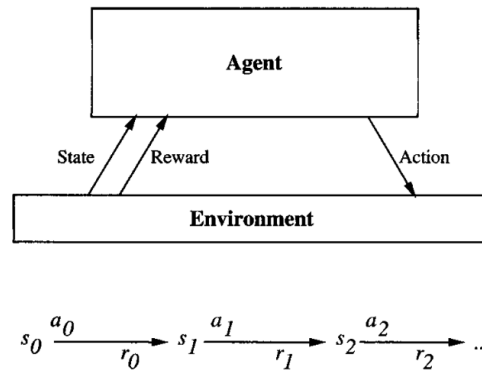 Agent
State Reward Action
Environment
s0 a0 r0 s1 a1 r1 s2 a2 r2 ...